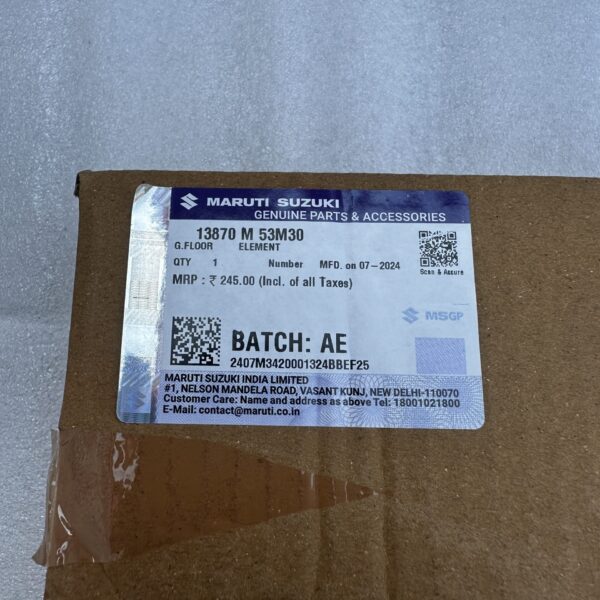 MARUTI SUZUKI
GENUINE PARTS & ACCESSORIES
13870 M 53M30
G.FLOOR ELEMENT
QTY 1 Number MFD. on 07-2024
MRP : ₹ 245.00 (Incl. of all Taxes)
Scan & Assure
MSGP
BATCH: AE
2407M3420001324BBEF25
MARUTI SUZUKI INDIA LIMITED
#1, NELSON MANDELA ROAD, VASANT KUNJ, NEW DELHI-110070
Customer Care: Name and address as above Tel: 18001021800
E-Mail: contact@maruti.co.in